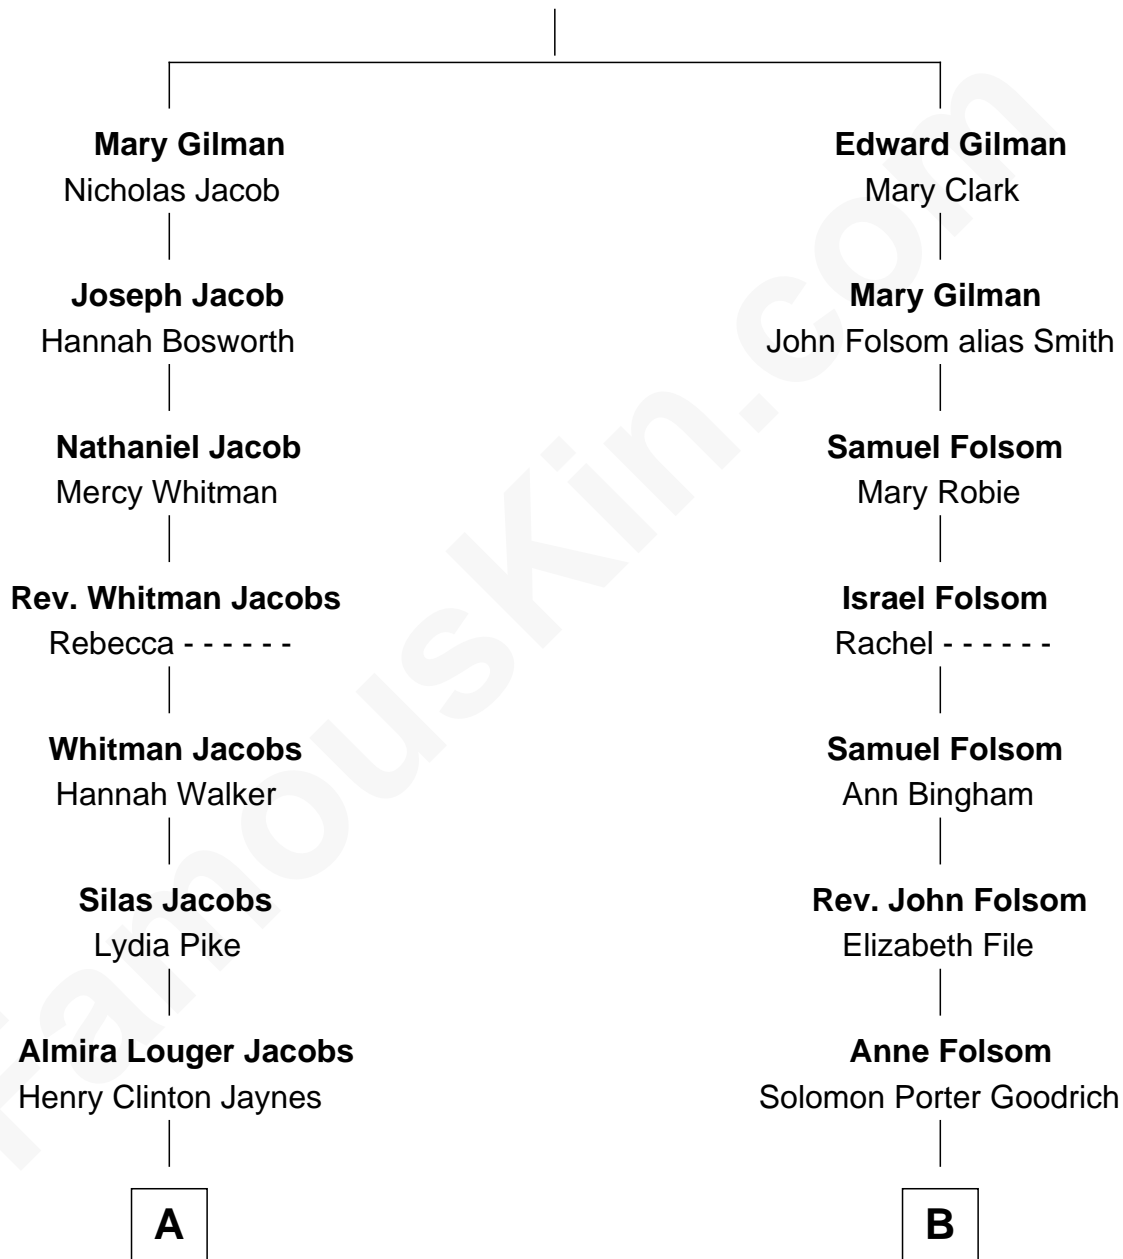 Mary Gilman
Nicholas Jacob
Joseph Jacob
Hannah Bosworth
Nathaniel Jacob
Mercy Whitman
Rev. Whitman Jacobs
Rebecca - - - - - -
Whitman Jacobs
Hannah Walker
Silas Jacobs
Lydia Pike
Almira Louger Jacobs
Henry Clinton Jaynes
A
Edward Gilman
Mary Clark
Mary Gilman
John Folsom alias Smith
Samuel Folsom
Mary Robie
Israel Folsom
Rachel - - - - - -
Samuel Folsom
Ann Bingham
Rev. John Folsom
Elizabeth File
Anne Folsom
Solomon Porter Goodrich
B
FamousKin.com